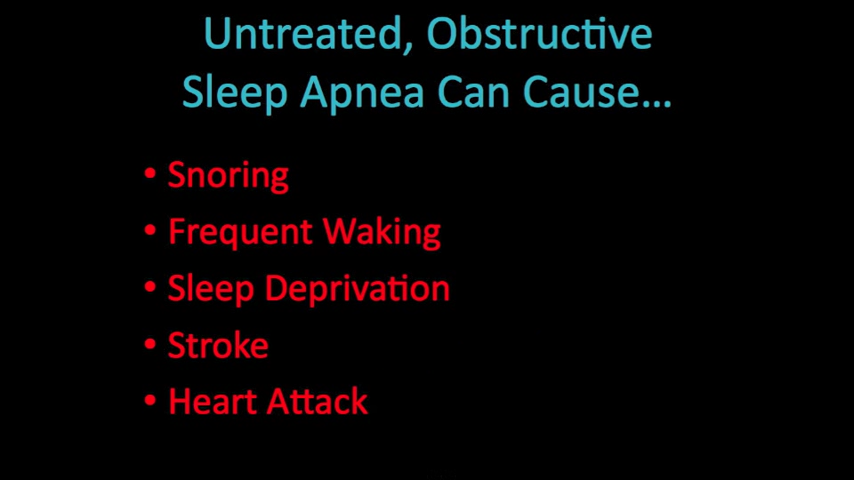 Untreated, Obstructive
Sleep Apnea Can Cause...
• Snoring
• Frequent Waking
• Sleep Deprivation
• Stroke
• Heart Attack